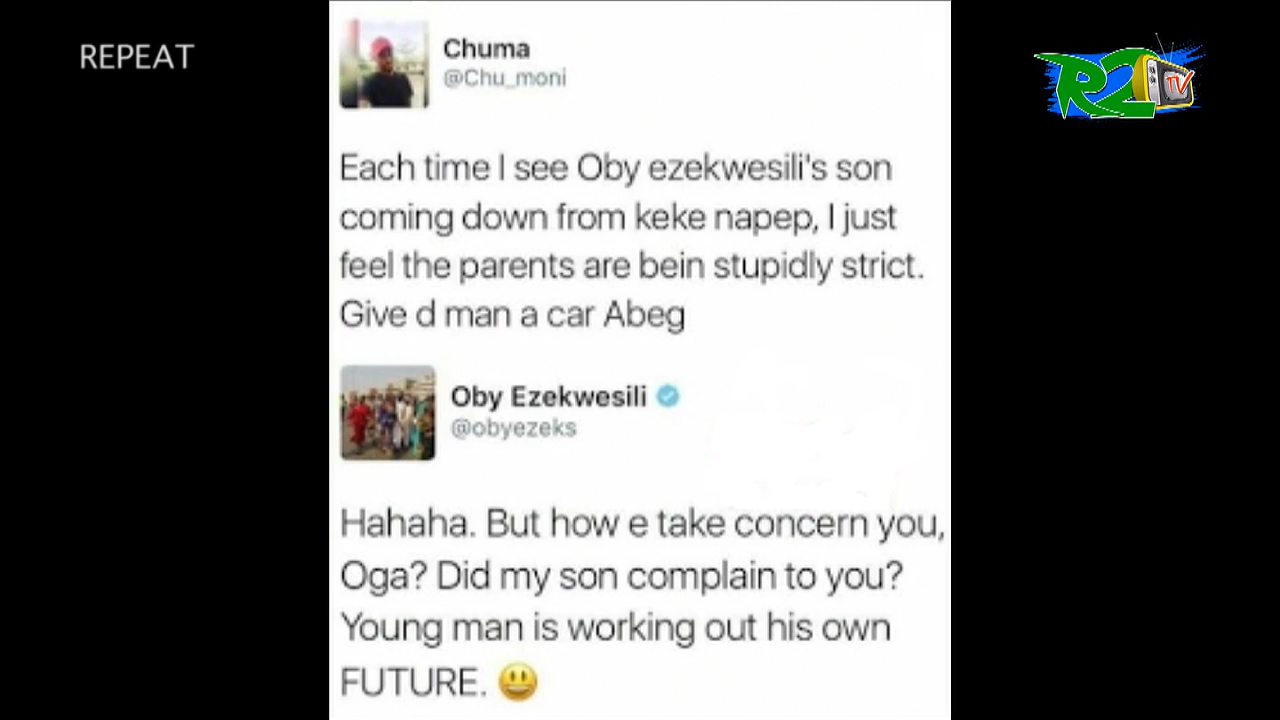 REPEAT
R2 TV
Chuma
@Chu_moni
Each time I see Oby ezekwesili's son
coming down from keke napep, I just
feel the parents are bein stupidly strict.
Give d man a car Abeg
Oby Ezekwesili
@obyezeks
Hahaha. But how e take concern you,
Oga? Did my son complain to you?
Young man is working out his own
FUTURE. 😃